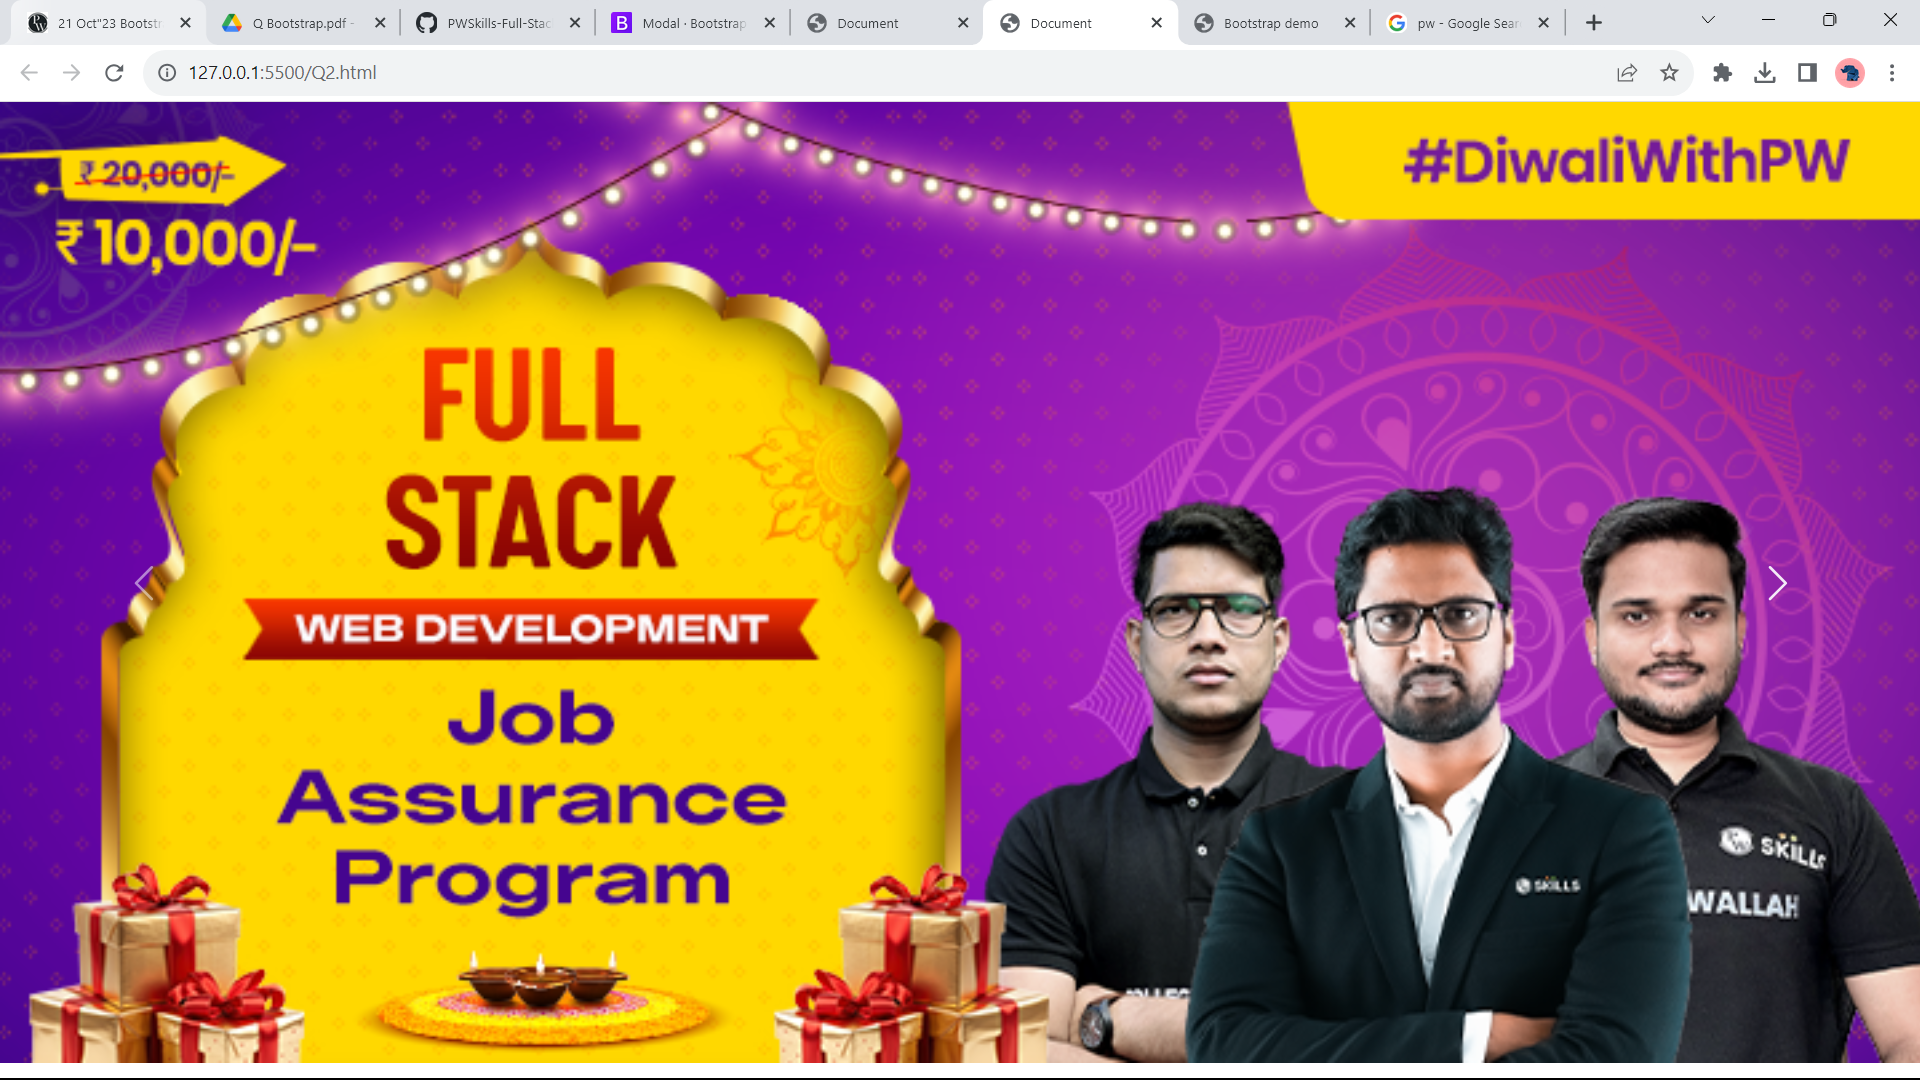 21 Oct"23 Bootstr
Q Bootstrap.pdf -
PWSkills-Full-Stac
Modal · Bootstrap
Document
Document
Bootstrap demo
pw - Google Sear
127.0.0.1:5500/Q2.html
₹ 20,000/-
₹ 10,000/-
#DiwaliWithPW
FULL
STACK
WEB DEVELOPMENT
Job
Assurance
Program
SKILLS
SKILLS
WALLAH